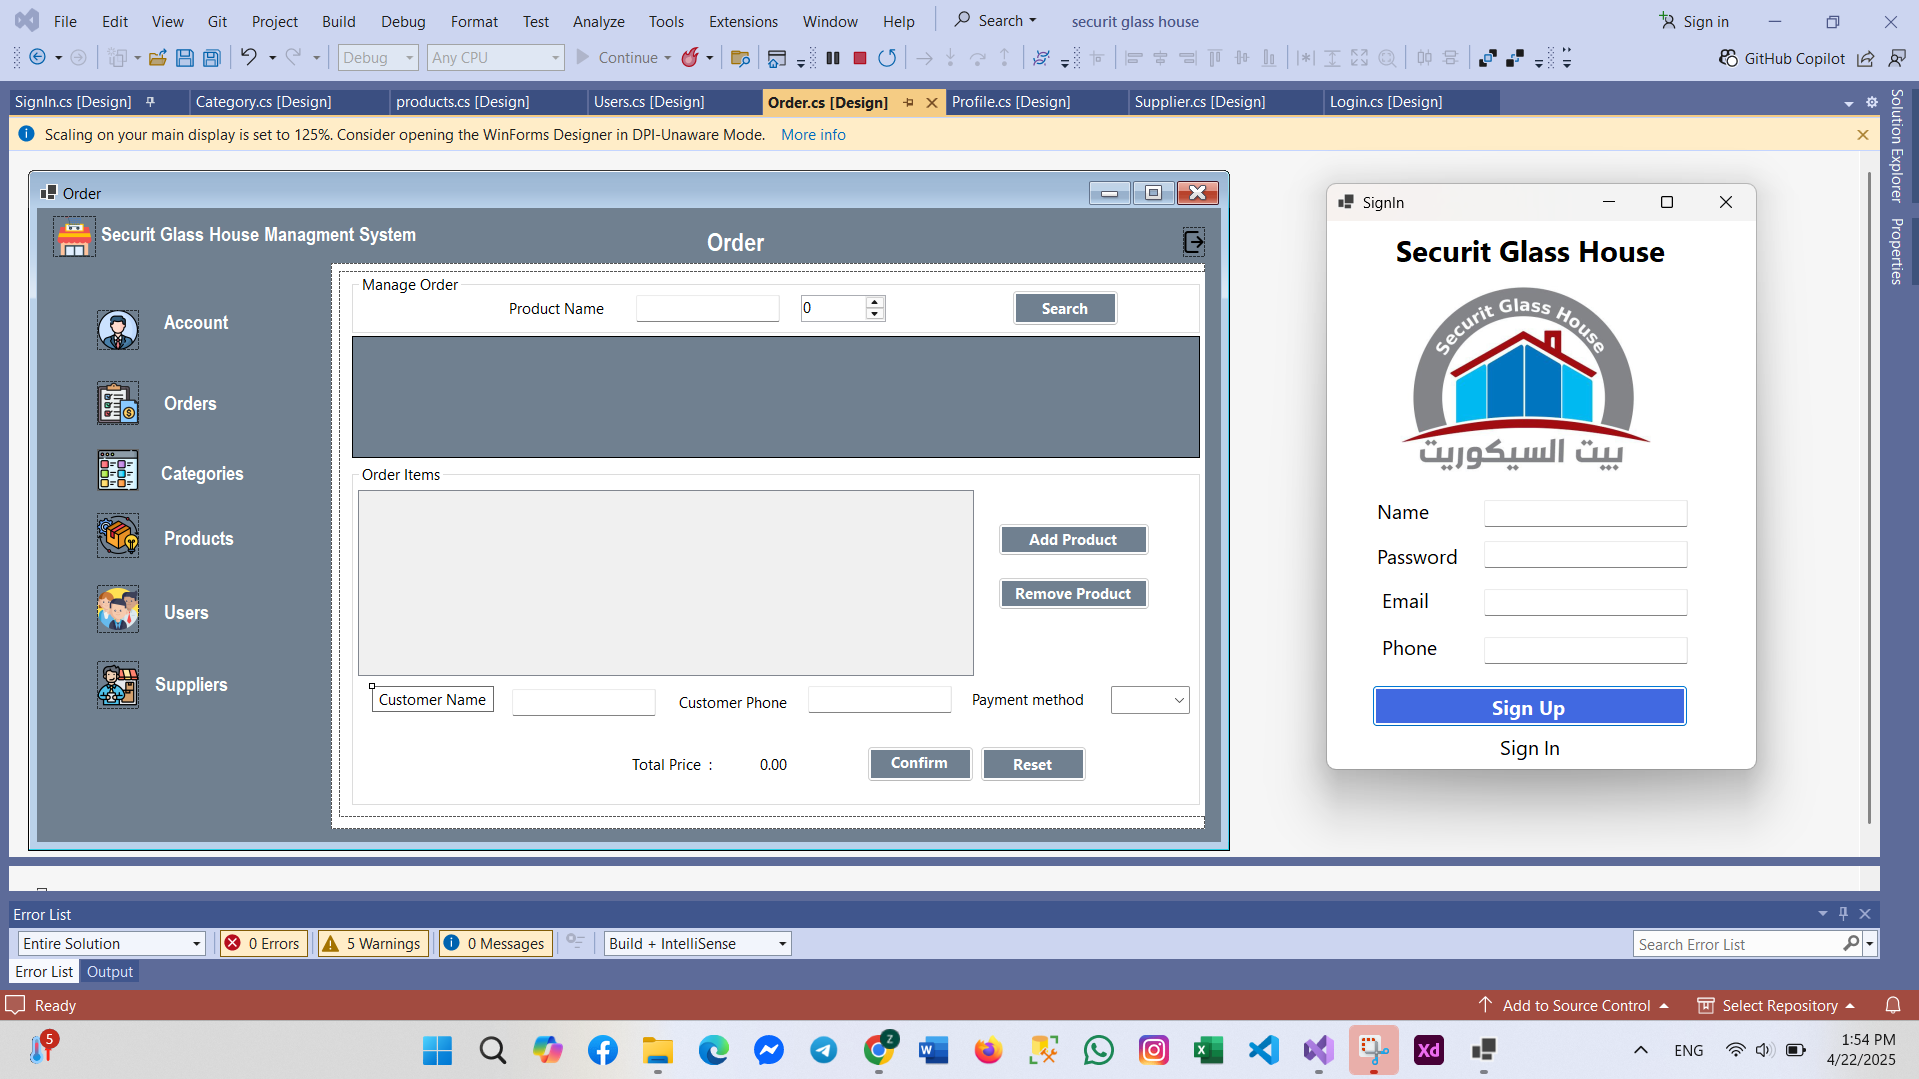 File Edit View Git Project Build Debug Format Test Analyze Tools Extensions Window Help Search securit glass house Sign in
Debug Any CPU Continue GitHub Copilot
SignIn.cs [Design] Category.cs [Design] products.cs [Design] Users.cs [Design] Order.cs [Design] Profile.cs [Design] Supplier.cs [Design] Login.cs [Design]
Scaling on your main display is set to 125%. Consider opening the WinForms Designer in DPI-Unaware Mode. More info
Solution Explorer
Properties
Order
Securit Glass House Managment System
Order
Account
Orders
Categories
Products
Users
Suppliers
Manage Order
Product Name 0 Search
Order Items
Add Product
Remove Product
Customer Name Customer Phone Payment method
Total Price : 0.00 Confirm Reset
SignIn
Securit Glass House
Securit Glass House
بيت السيكوريت
Name
Password
Email
Phone
Sign Up
Sign In
Error List
Entire Solution 0 Errors 5 Warnings 0 Messages Build + IntelliSense Search Error List
Error List Output
Ready Add to Source Control Select Repository
5 Z W Xd ENG 1:54 PM
4/22/2025